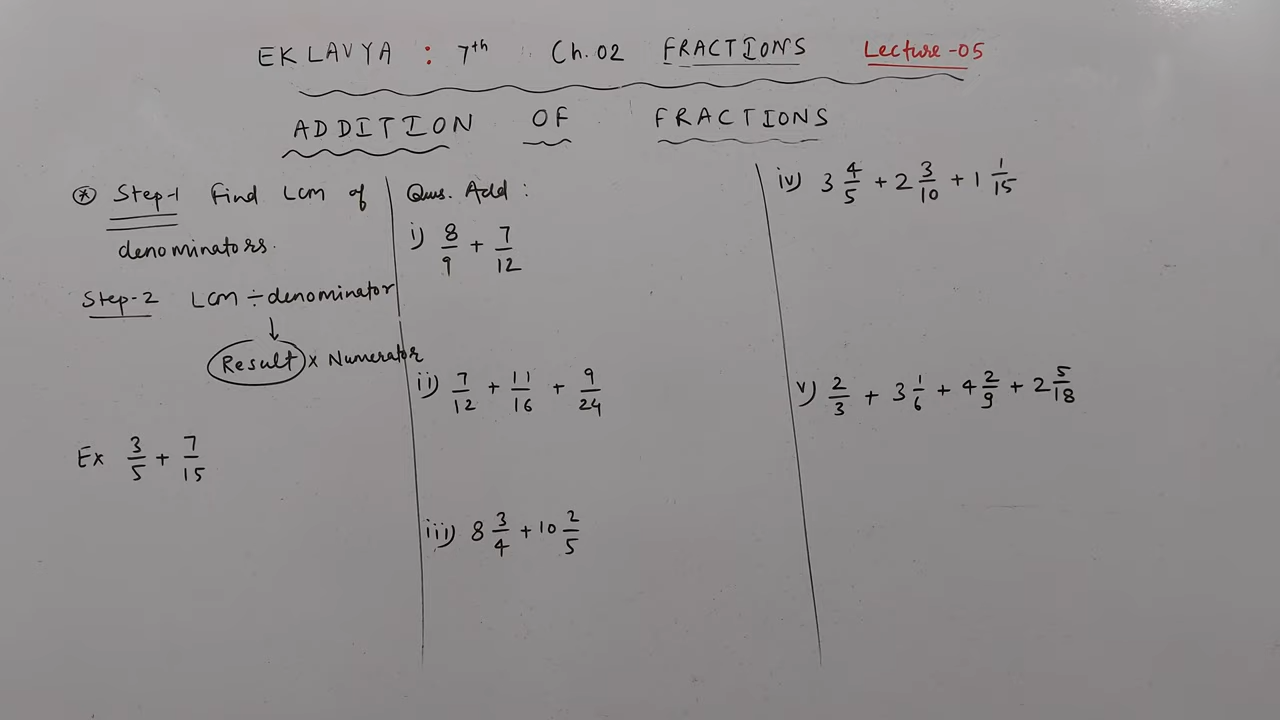 EKLAVYA : 7th Ch.02 FRACTIONS Lecture-05
ADDITION OF FRACTIONS
⊛ Step-1 Find LCM of
denominators.
Step-2 LCM ÷ denominator
↓
Result × Numerator
Ex 3/5 + 7/15
Ques. Add :
i) 8/9 + 7/12
ii) 7/12 + 11/16 + 9/24
iii) 8 3/4 + 10 2/5
iv) 3 4/5 + 2 3/10 + 1 1/15
v) 2/3 + 3 1/6 + 4 2/9 + 2 5/18